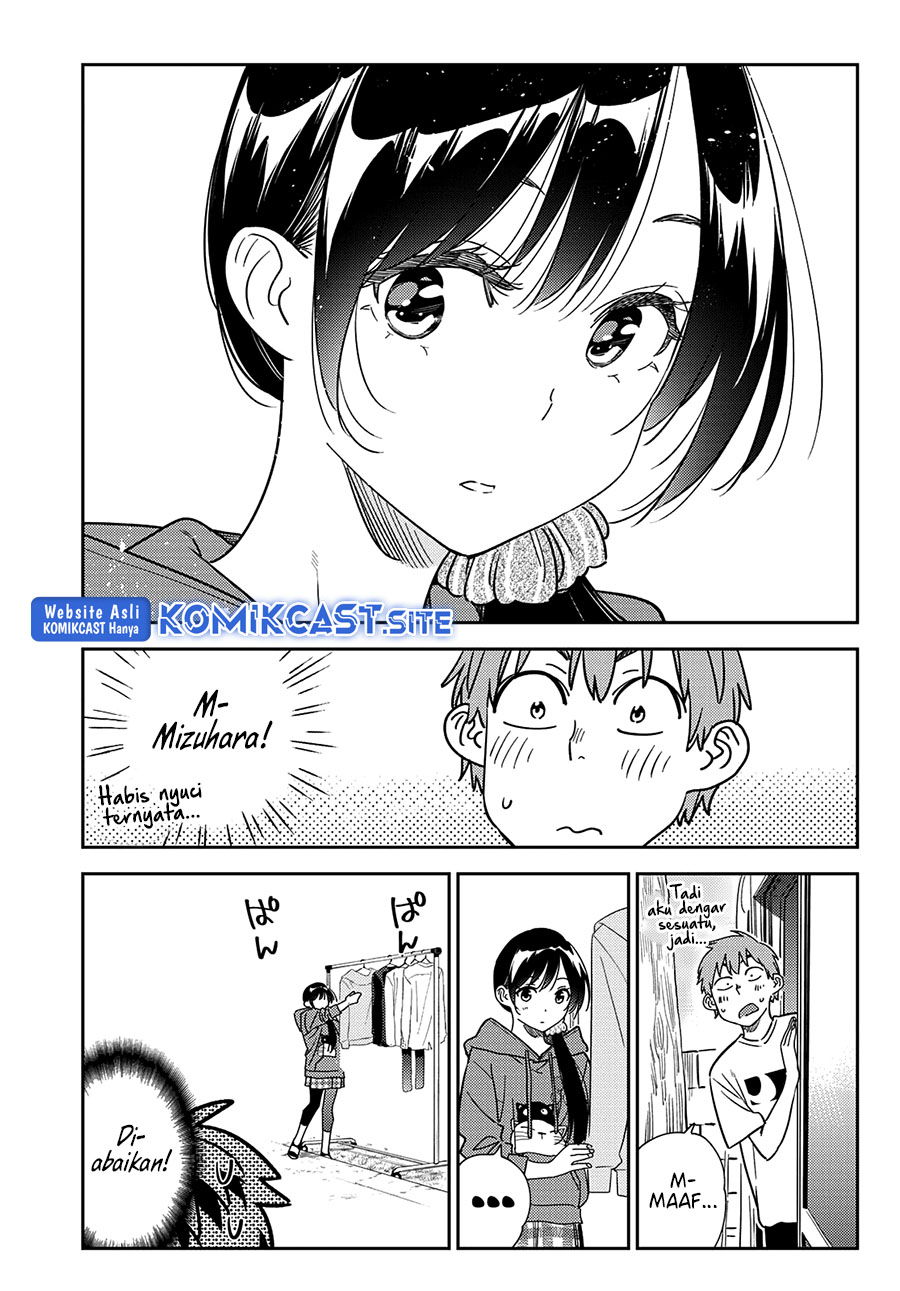 Website Asli
KOMIKCAST Hanya
KOMIKCAST.SITE
M-
Mizuhara!
Habis nyuci
ternyata...
Tadi
aku dengar
sesuatu,
jadi...
M-
MAAF...
...
ぱん
ぱん
Di-
abaikan!